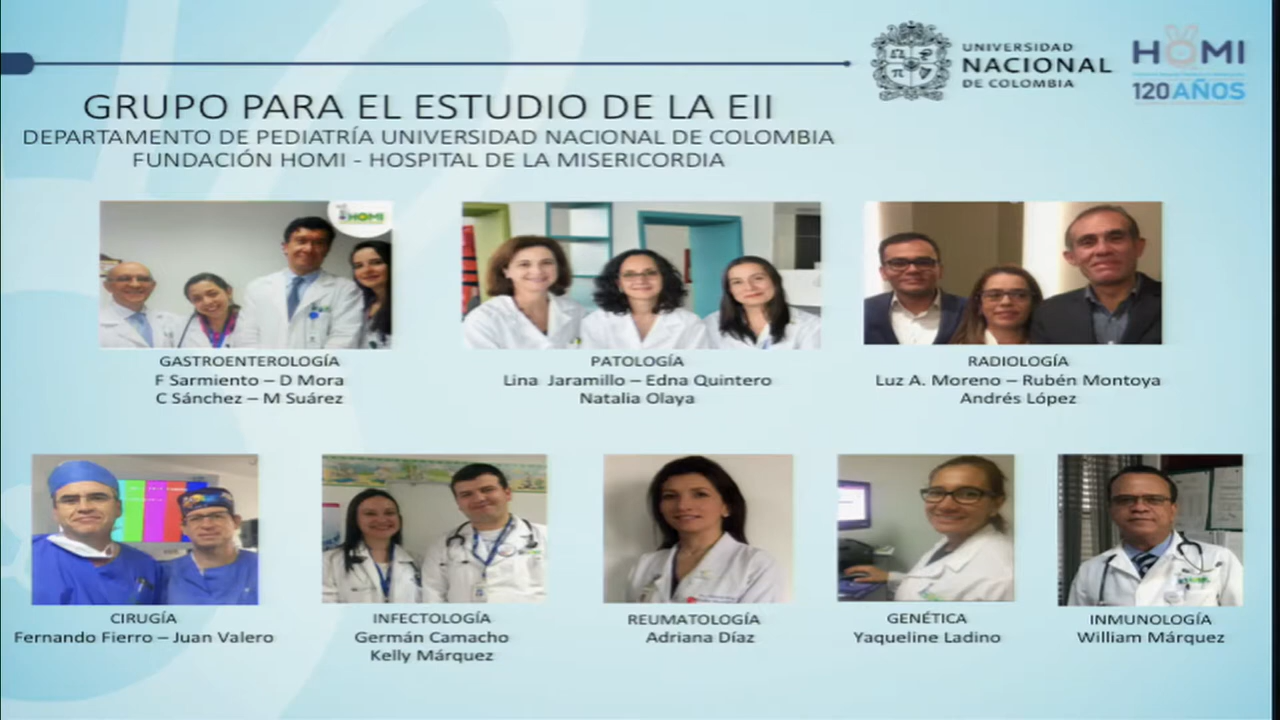 UNIVERSIDAD
NACIONAL
DE COLOMBIA
HOMI
120 AÑOS
GRUPO PARA EL ESTUDIO DE LA EII
DEPARTAMENTO DE PEDIATRÍA UNIVERSIDAD NACIONAL DE COLOMBIA
FUNDACIÓN HOMI - HOSPITAL DE LA MISERICORDIA
HOMI
GASTROENTEROLOGÍA
F Sarmiento – D Mora
C Sánchez – M Suárez
PATOLOGÍA
Lina Jaramillo – Edna Quintero
Natalia Olaya
RADIOLOGÍA
Luz A. Moreno – Rubén Montoya
Andrés López
CIRUGÍA
Fernando Fierro – Juan Valero
INFECTOLOGÍA
Germán Camacho
Kelly Márquez
REUMATOLOGÍA
Adriana Díaz
GENÉTICA
Yaqueline Ladino
INMUNOLOGÍA
William Márquez